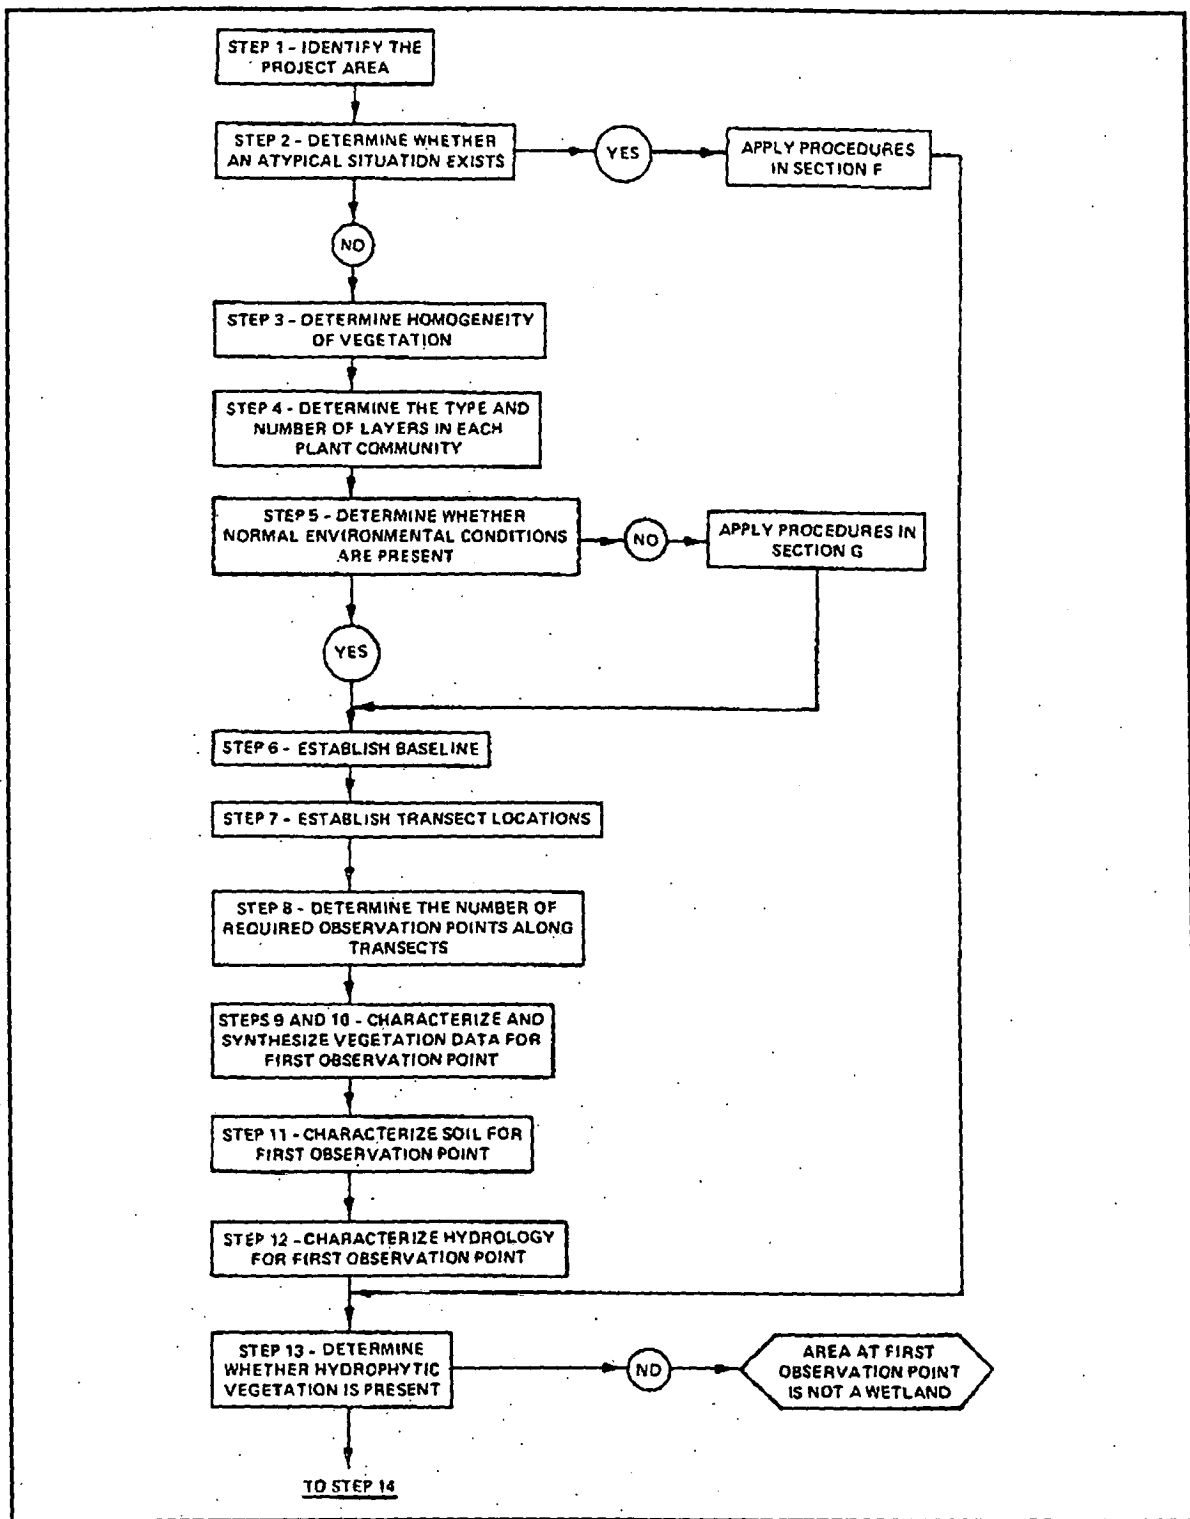 STEP 1 - IDENTIFY THE
PROJECT AREA
STEP 2 - DETERMINE WHETHER
AN ATYPICAL SITUATION EXISTS
YES
APPLY PROCEDURES
IN SECTION F
NO
STEP 3 - DETERMINE HOMOGENEITY
OF VEGETATION
STEP 4 - DETERMINE THE TYPE AND
NUMBER OF LAYERS IN EACH
PLANT COMMUNITY
STEP 5 - DETERMINE WHETHER
NORMAL ENVIRONMENTAL CONDITIONS
ARE PRESENT
NO
APPLY PROCEDURES IN
SECTION G
YES
STEP 6 - ESTABLISH BASELINE
STEP 7 - ESTABLISH TRANSECT LOCATIONS
STEP 8 - DETERMINE THE NUMBER OF
REQUIRED OBSERVATION POINTS ALONG
TRANSECTS
STEPS 9 AND 10 - CHARACTERIZE AND
SYNTHESIZE VEGETATION DATA FOR
FIRST OBSERVATION POINT
STEP 11 - CHARACTERIZE SOIL FOR
FIRST OBSERVATION POINT
STEP 12 - CHARACTERIZE HYDROLOGY
FOR FIRST OBSERVATION POINT
STEP 13 - DETERMINE
WHETHER HYDROPHYTIC
VEGETATION IS PRESENT
NO
AREA AT FIRST
OBSERVATION POINT
IS NOT A WETLAND
TO STEP 14